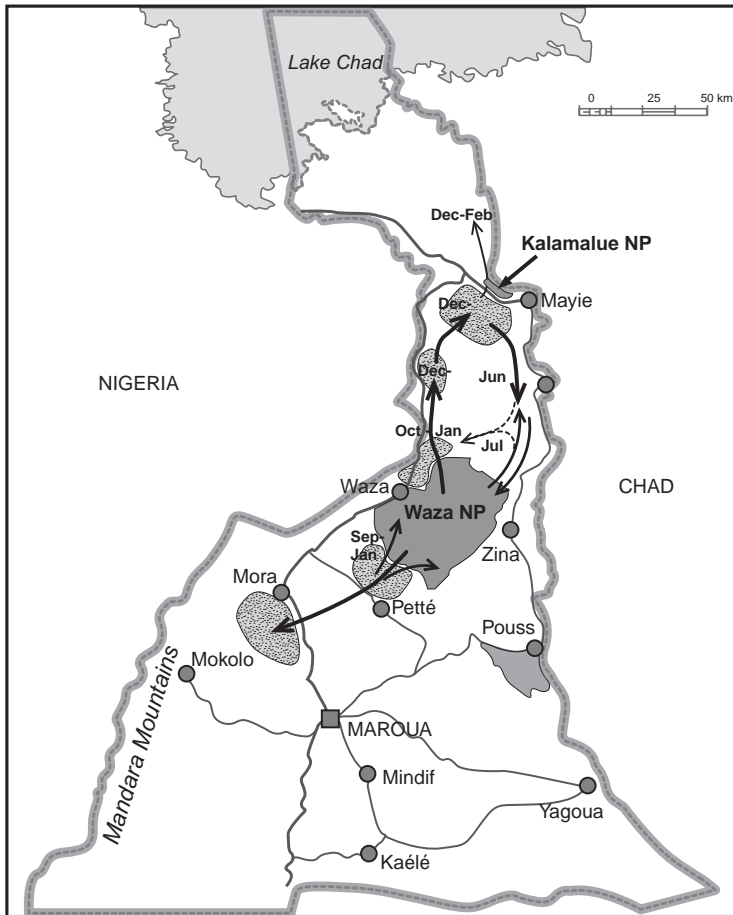 Lake Chad
0 25 50 km
Dec-Feb
Kalamalue NP
Mayie
Dec-
NIGERIA
Dec-
Jun
Oct - Jan
Jul
Waza
CHAD
Waza NP
Sep-
Jan
Zina
Mora
Petté
Pouss
Mokolo
Mandara Mountains
MAROUA
Mindif
Yagoua
Kaélé